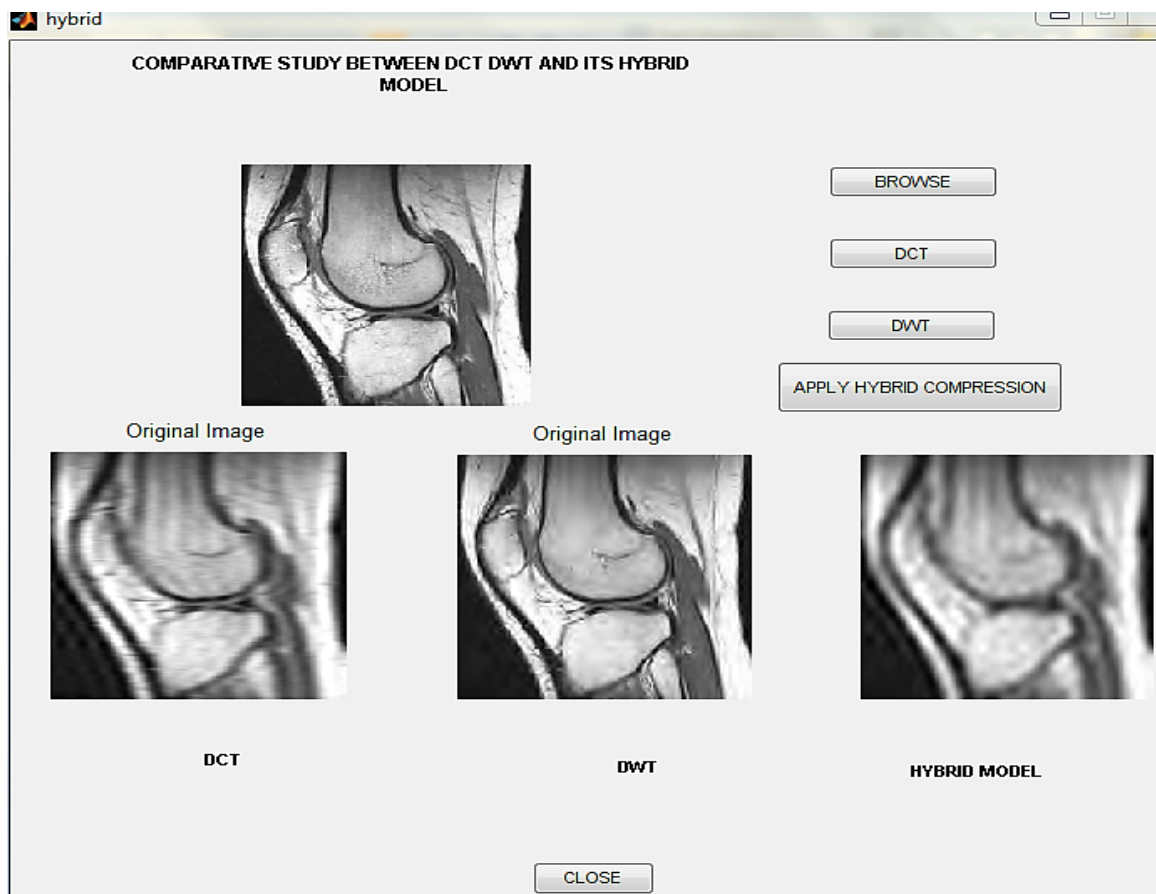 hybrid
COMPARATIVE STUDY BETWEEN DCT DWT AND ITS HYBRID
MODEL
BROWSE
DCT
DWT
APPLY HYBRID COMPRESSION
Original Image
Original Image
DCT
DWT
HYBRID MODEL
CLOSE